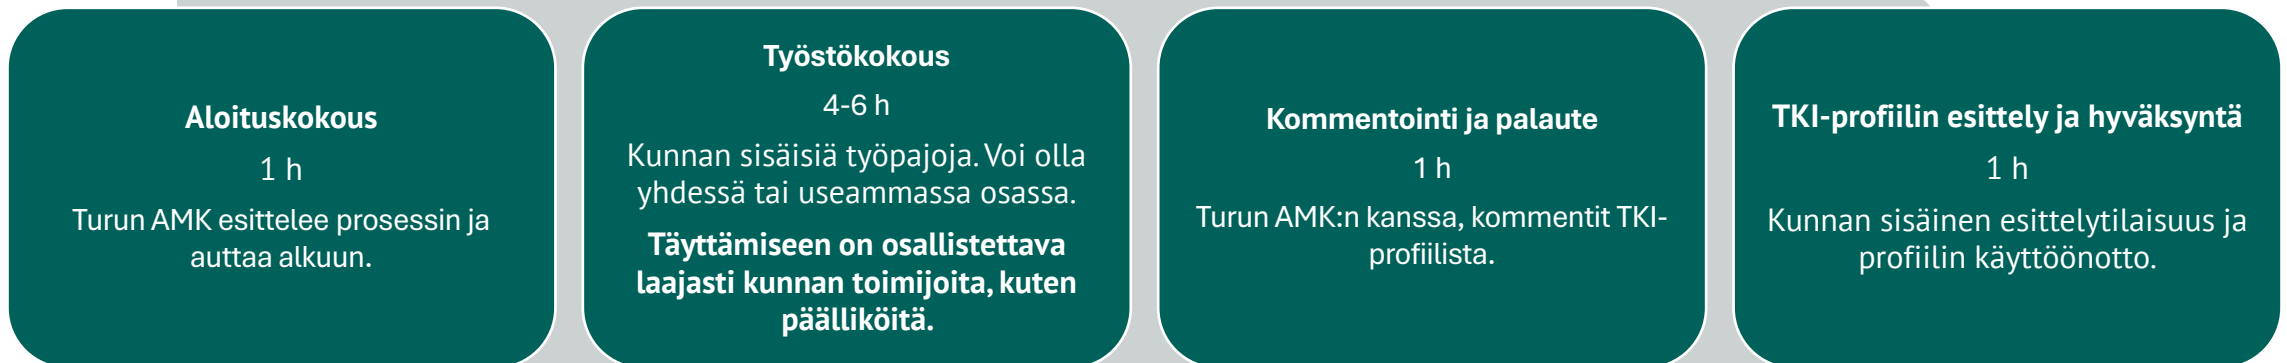 Aloituskokous
1 h
Turun AMK esittelee prosessin ja
auttaa alkuun.
Työstökokous
4-6 h
Kunnan sisäisiä työpajoja. Voi olla
yhdessä tai useammassa osassa.
Täyttämiseen on osallistettava
laajasti kunnan toimijoita, kuten
päälliköitä.
Kommentointi ja palaute
1 h
Turun AMK:n kanssa, kommentit TKI-
profiilista.
TKI-profiilin esittely ja hyväksyntä
1 h
Kunnan sisäinen esittelytilaisuus ja
profiilin käyttöönotto.